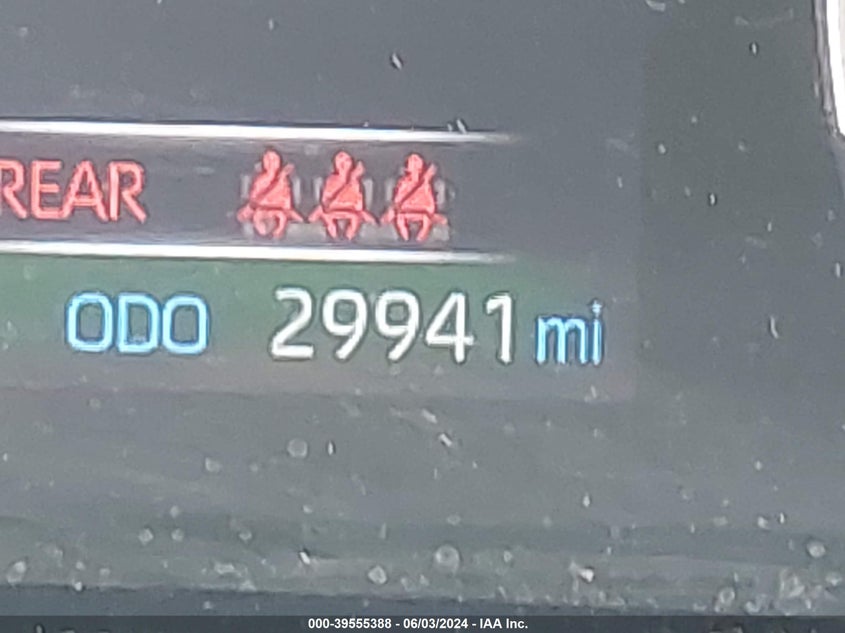 REAR
ODO 29941 mi
000-39555388 - 06/03/2024 - IAA Inc.